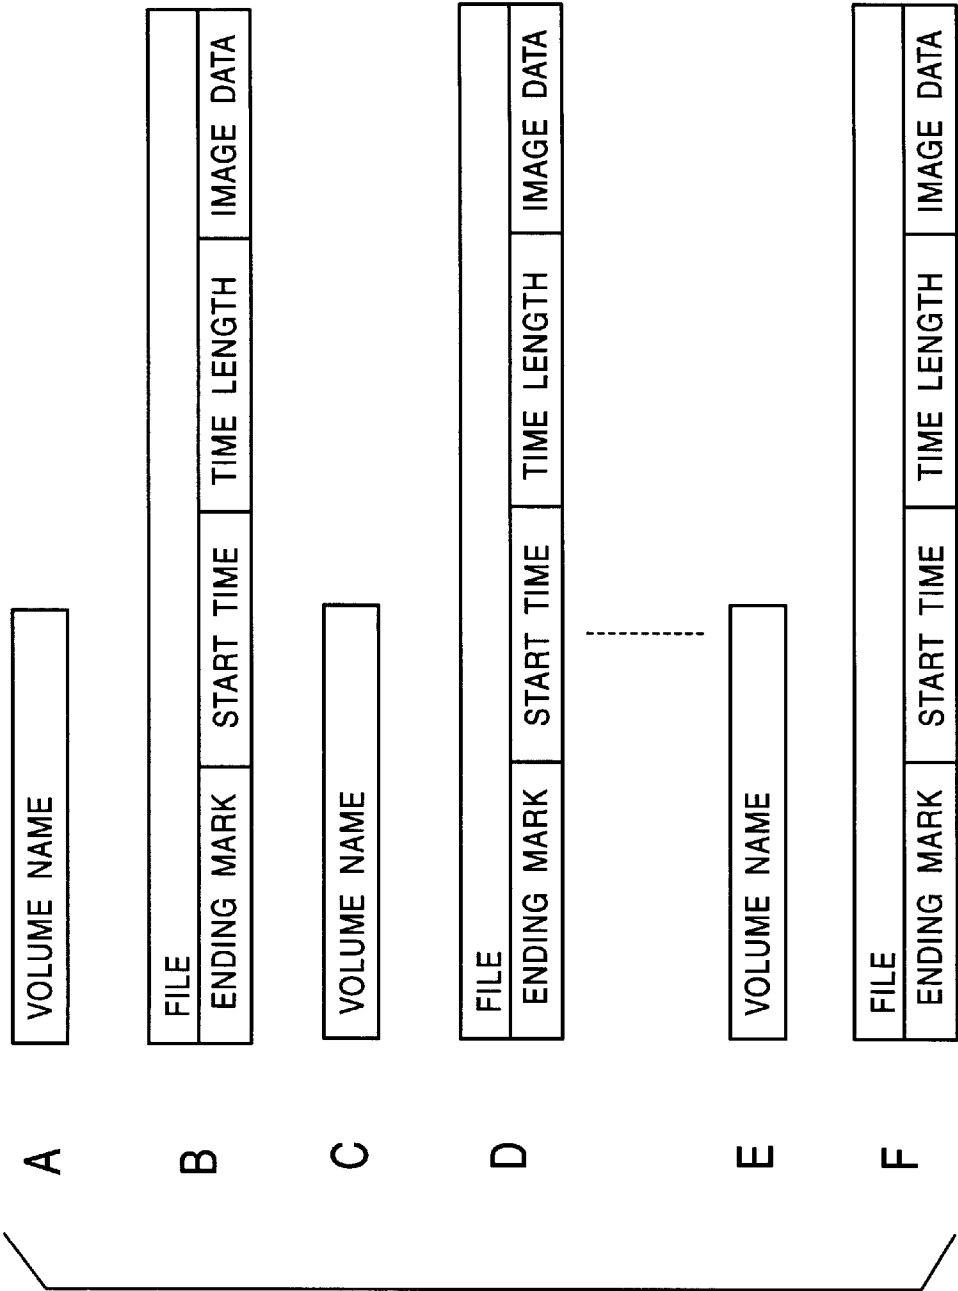 A
VOLUME NAME
B
FILE
ENDING MARK START TIME TIME LENGTH IMAGE DATA
C
VOLUME NAME
D
FILE
ENDING MARK START TIME TIME LENGTH IMAGE DATA
E
VOLUME NAME
F
FILE
ENDING MARK START TIME TIME LENGTH IMAGE DATA